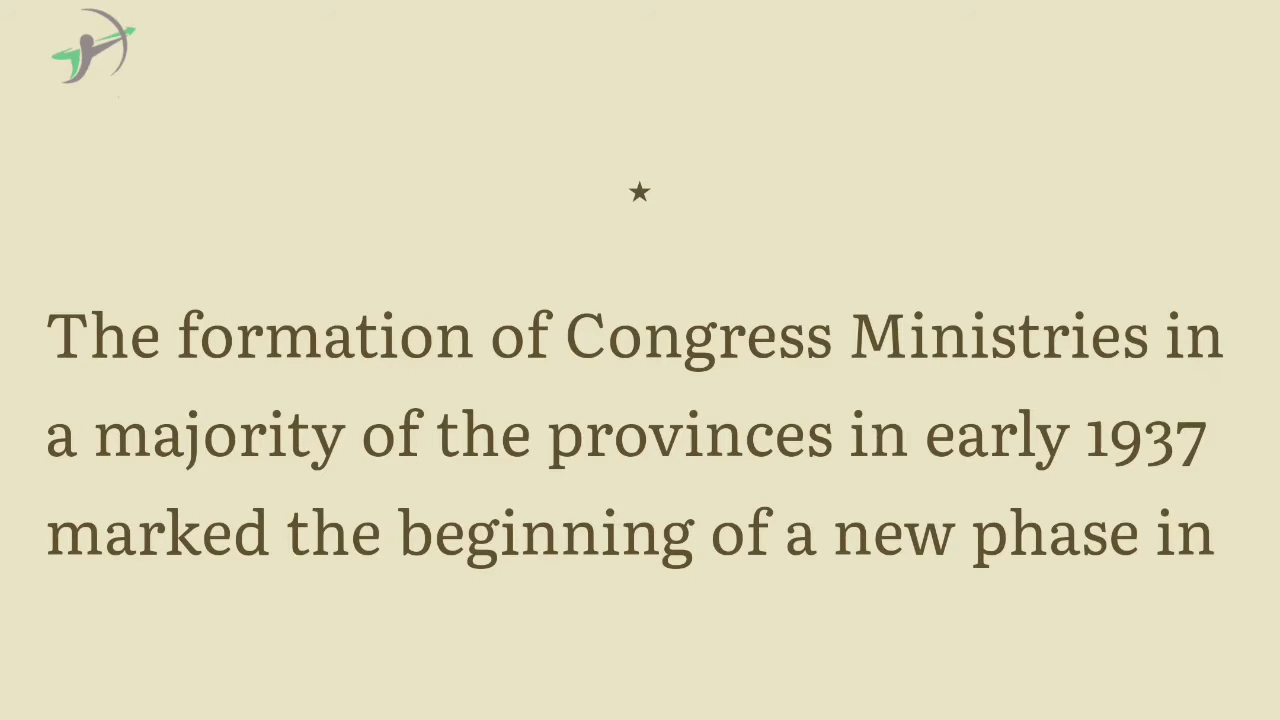 The formation of Congress Ministries in
a majority of the provinces in early 1937
marked the beginning of a new phase in